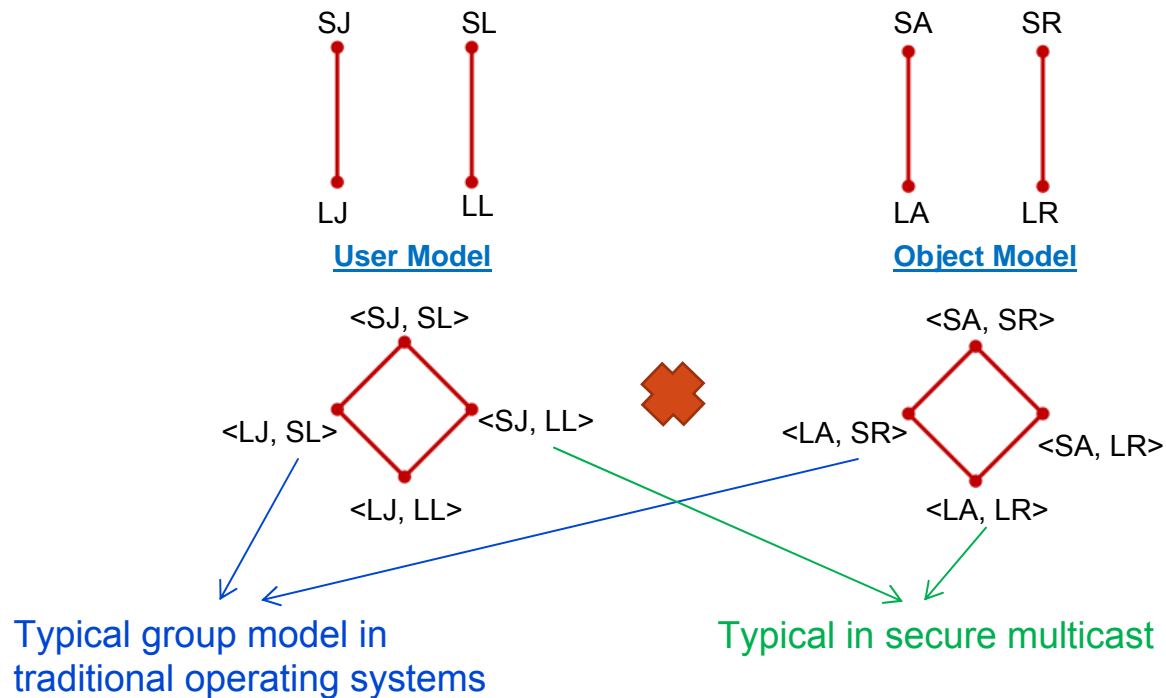 SJ SL SA SR
LJ LL LA LR
User Model Object Model
<SJ, SL> <SA, SR>
<LJ, SL> <SJ, LL> <LA, SR> <SA, LR>
<LJ, LL> <LA, LR>
Typical group model in
traditional operating systems
Typical in secure multicast